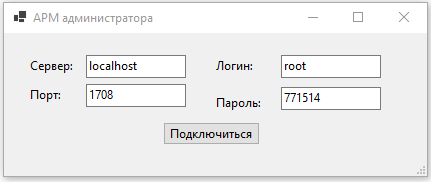 АРМ администратора
Сервер: localhost Логин: root
Порт: 1708 Пароль: 771514
Подключиться